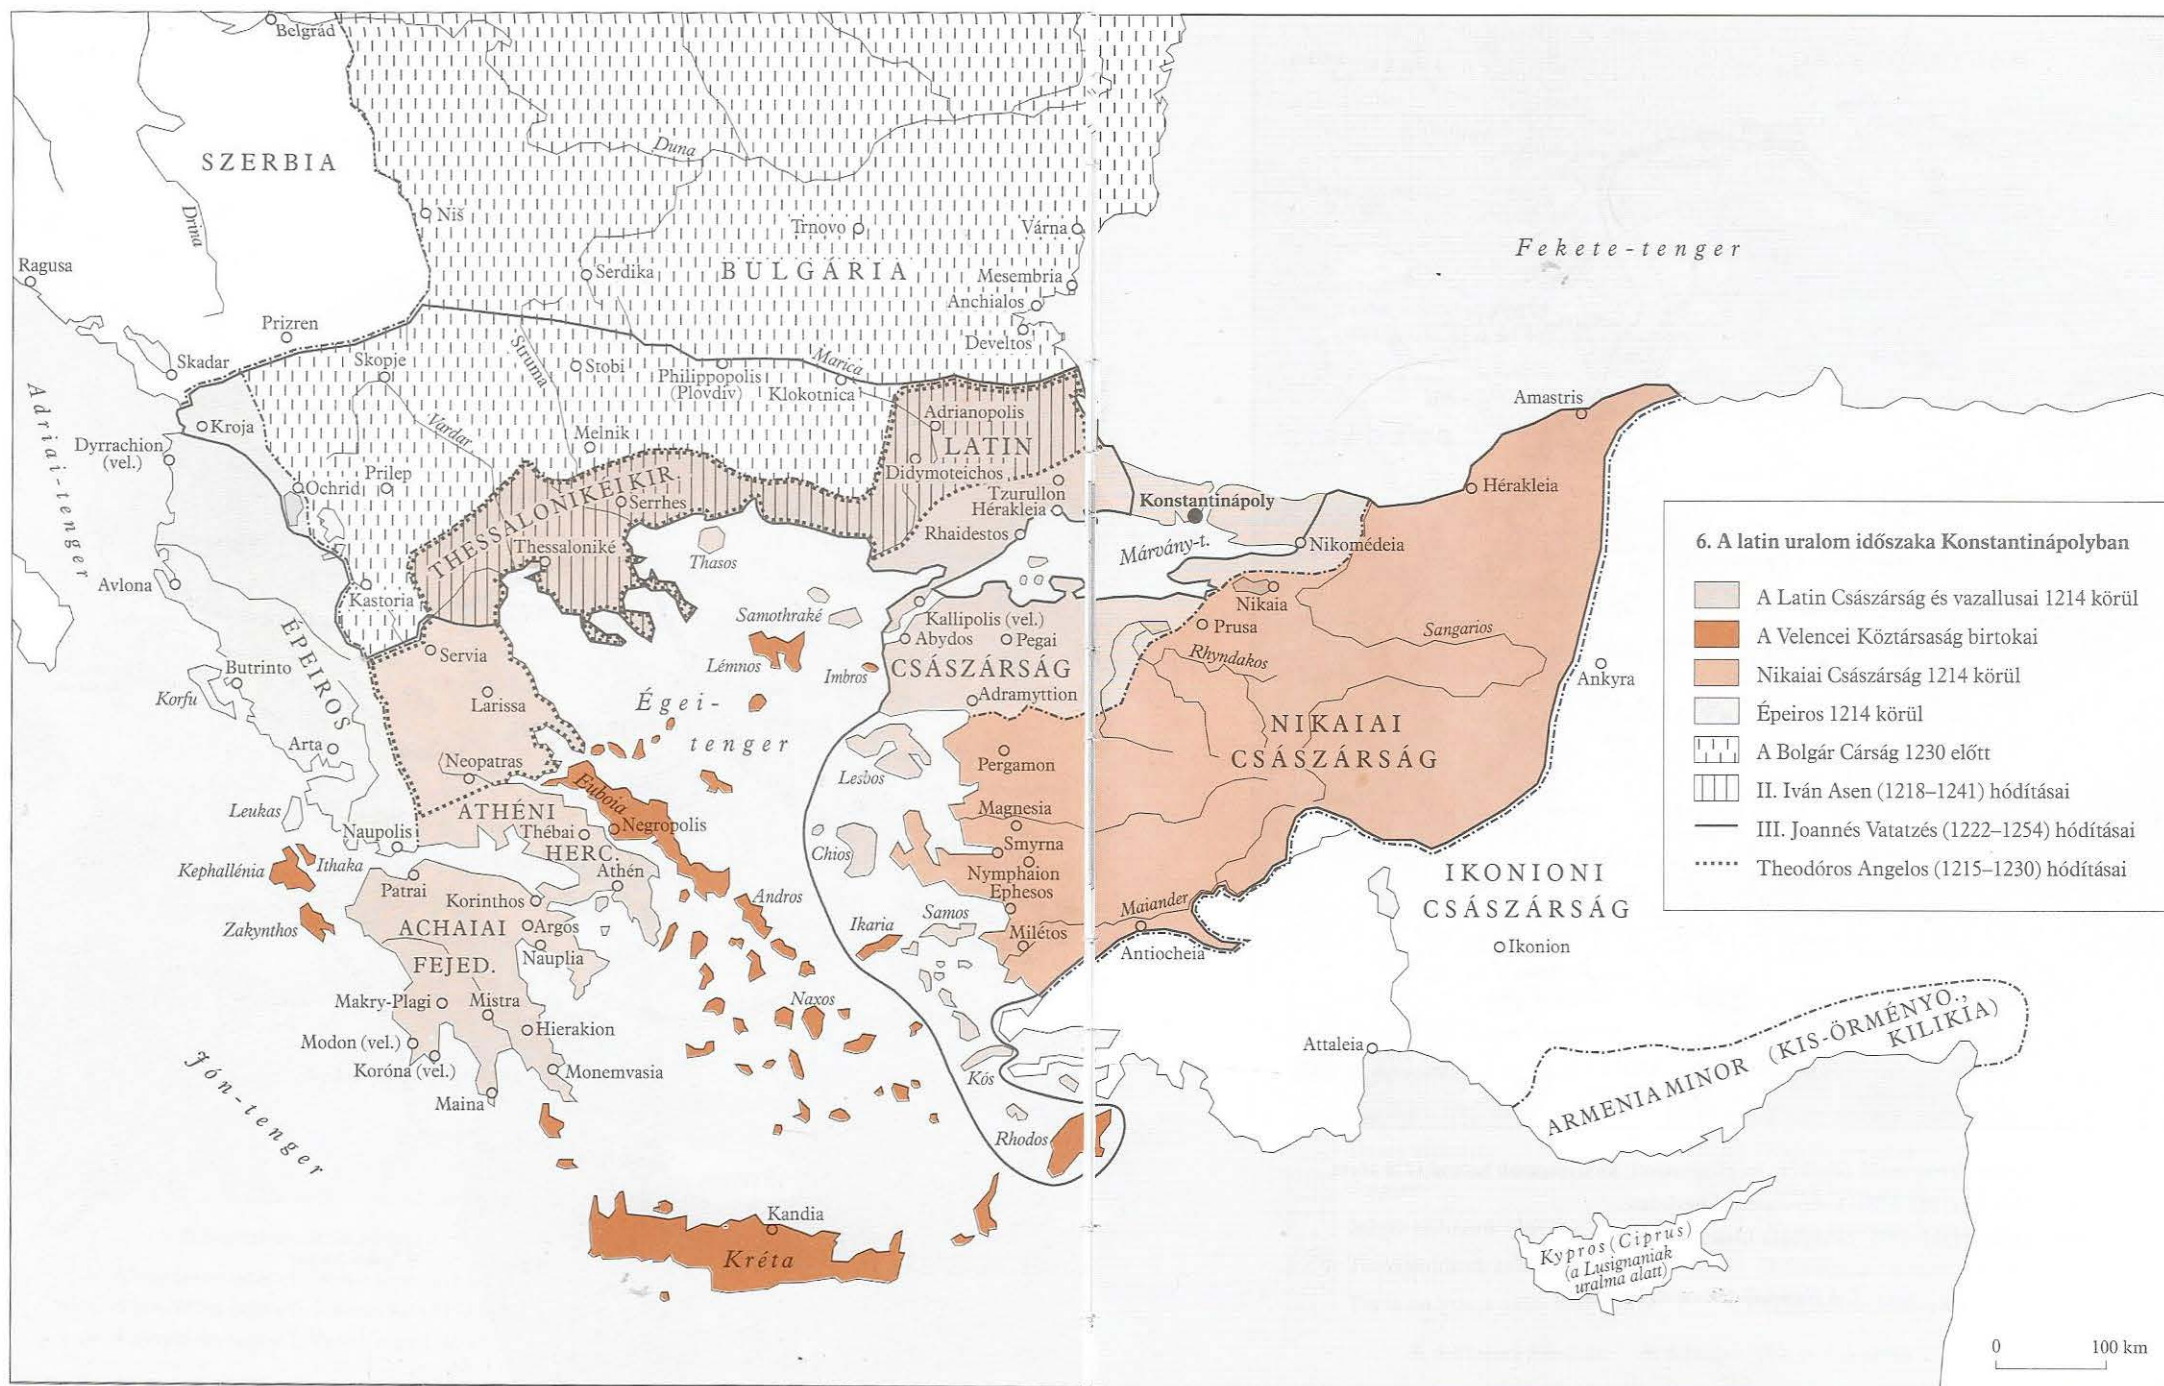 Belgrád
SZERBIA
Duna
Drina
Niš
Trnovo
Várna
Ragusa
Serdika
BULGÁRIA
Mesembria
Anchialos
Develtos
Fekete-tenger
Prizren
Skadar
Skopje
Struma
Stobi
Philippopolis
(Plovdiv)
Marica
Klokotnica
Adriai-tenger
Kroja
Dyrrachion
(vel.)
Vardar
Melnik
Adrianopolis
LATIN
Didymoteichos
Amastris
Ochrid
Prilep
THESSALONIKÉI KIR.
Serrhes
Tzurullon
Hérakleia
Rhaidestos
Konstantinápoly
Hérakleia
Thessaloniké
Thasos
Márvány-t.
Nikomédeia
Avlona
Kastoria
Samothraké
Kallipolis (vel.)
Abydos
Pegai
Nikaia
Prusa
Sangarios
ÉPEIROS
Servia
Lémnos
Imbros
CSÁSZÁRSÁG
Rhyndakos
Ankyra
Butrinto
Korfu
Larissa
Égei-
tenger
Adramyttion
NIKAIAI
CSÁSZÁRSÁG
Arta
Neopatras
Lesbos
Pergamon
Leukas
ATHÉNI
HERC.
Euboia
Negropolis
Thébai
Magnesia
Naupolis
Smyrna
Chios
Kephallénia
Ithaka
Patrai
Athén
Nymphaion
Ephesos
IKONIONI
CSÁSZÁRSÁG
Korinthos
Andros
Zakynthos
ACHAIAI
FEJED.
Argos
Nauplia
Ikaria
Samos
Milétos
Maiander
Antiocheia
Ikonion
Makry-Plagi
Mistra
Naxos
Hierakion
Modon (vel.)
Koróna (vel.)
Monemvasia
Maina
Kós
Attaleia
ARMENIA MINOR (KIS-ÖRMÉNYO.,
KILIKIA)
Jón-tenger
Rhodos
Kandia
Kréta
Kypros (Ciprus)
(a Lusignaniak
uralma alatt)
6. A latin uralom időszaka Konstantinápolyban
A Latin Császárság és vazallusai 1214 körül
A Velencei Köztársaság birtokai
Nikaiai Császárság 1214 körül
Épeiros 1214 körül
A Bolgár Cárság 1230 előtt
II. Iván Asen (1218–1241) hódításai
III. Joannés Vatatzés (1222–1254) hódításai
Theodóros Angelos (1215–1230) hódításai
0 100 km